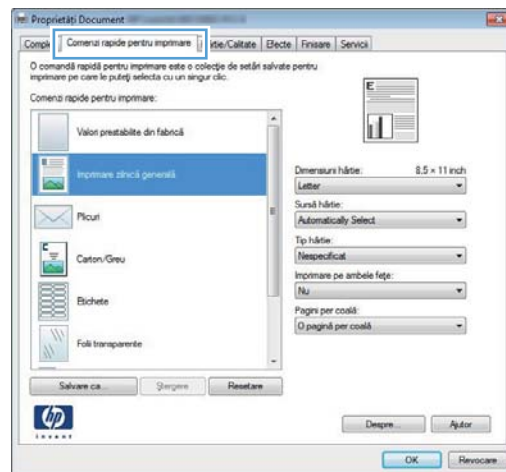 Proprietăți Document
Comple
Comenzi rapide pentru imprimare
rtie/Calitate
Efecte
Finisare
Servicii
O comandă rapidă pentru imprimare este o colecție de setări salvate pentru
imprimare pe care le puteți selecta cu un singur clic.
Comenzi rapide pentru imprimare:
Valori prestabilite din fabrică
Imprimare zilnică generală
Plicuri
Carton/Greu
Etichete
Folii transparente
Salvare ca...
Ștergere
Resetare
E
Dimensiuni hârtie:
8,5 × 11 inch
Letter
Sursă hârtie:
Automatically Select
Tip hârtie:
Nespecificat
Imprimare pe ambele fețe:
Nu
Pagini per coală:
O pagină per coală
hp
invent
Despre...
Ajutor
OK
Revocare